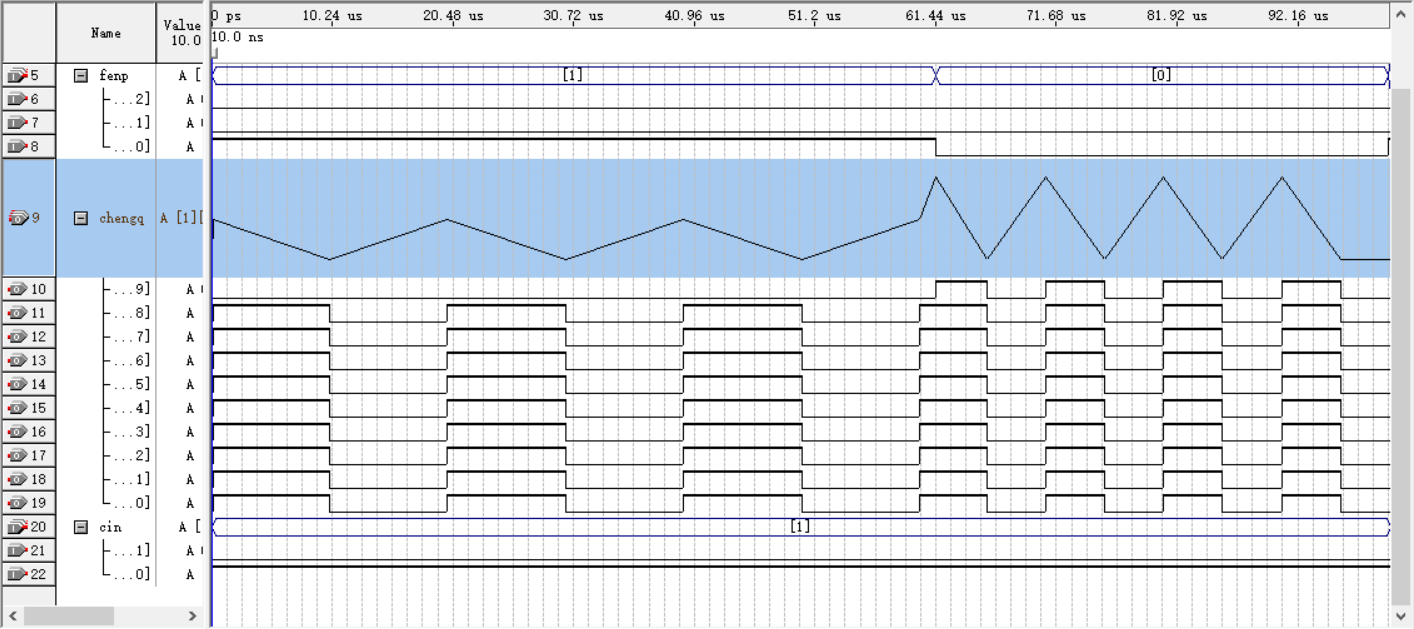 Name
Value
10.0
0 ps 10.24 us 20.48 us 30.72 us 40.96 us 51.2 us 61.44 us 71.68 us 81.92 us 92.16 us
10.0 ns
5 fenp A [ [1] [0]
6 ...2] A
7 ...1] A
8 ...0] A
9 chengq A [1][
10 ...9] A
11 ...8] A
12 ...7] A
13 ...6] A
14 ...5] A
15 ...4] A
16 ...3] A
17 ...2] A
18 ...1] A
19 ...0] A
20 cin A [ [1]
21 ...1] A
22 ...0] A